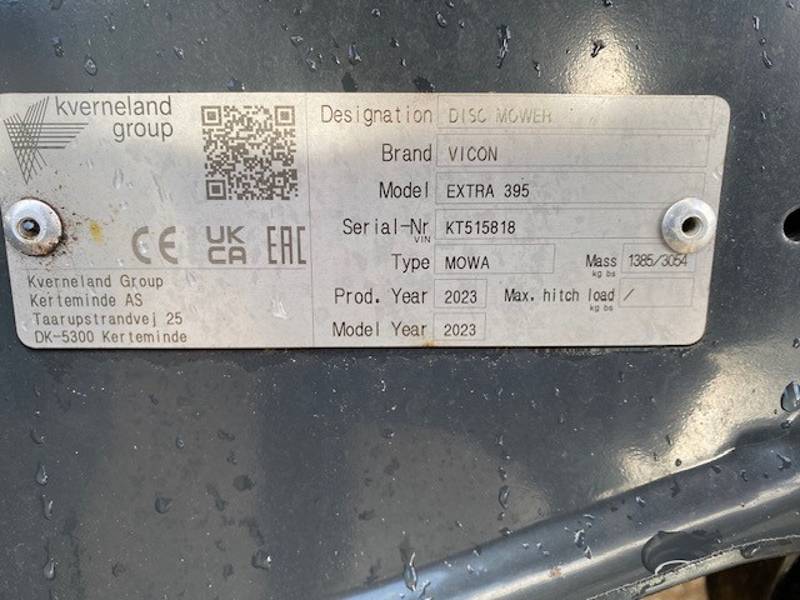 kverneland
group
Designation DISC MOWER
Brand VICON
Model EXTRA 395
Serial-Nr KT515818
VIN
Type MOWA Mass 1385/3054
kg lbs
Prod. Year 2023 Max. hitch load /
kg lbs
Model Year 2023
CE UK CA EAC
Kverneland Group
Kerteminde AS
Taarupstrandvej 25
DK-5300 Kerteminde